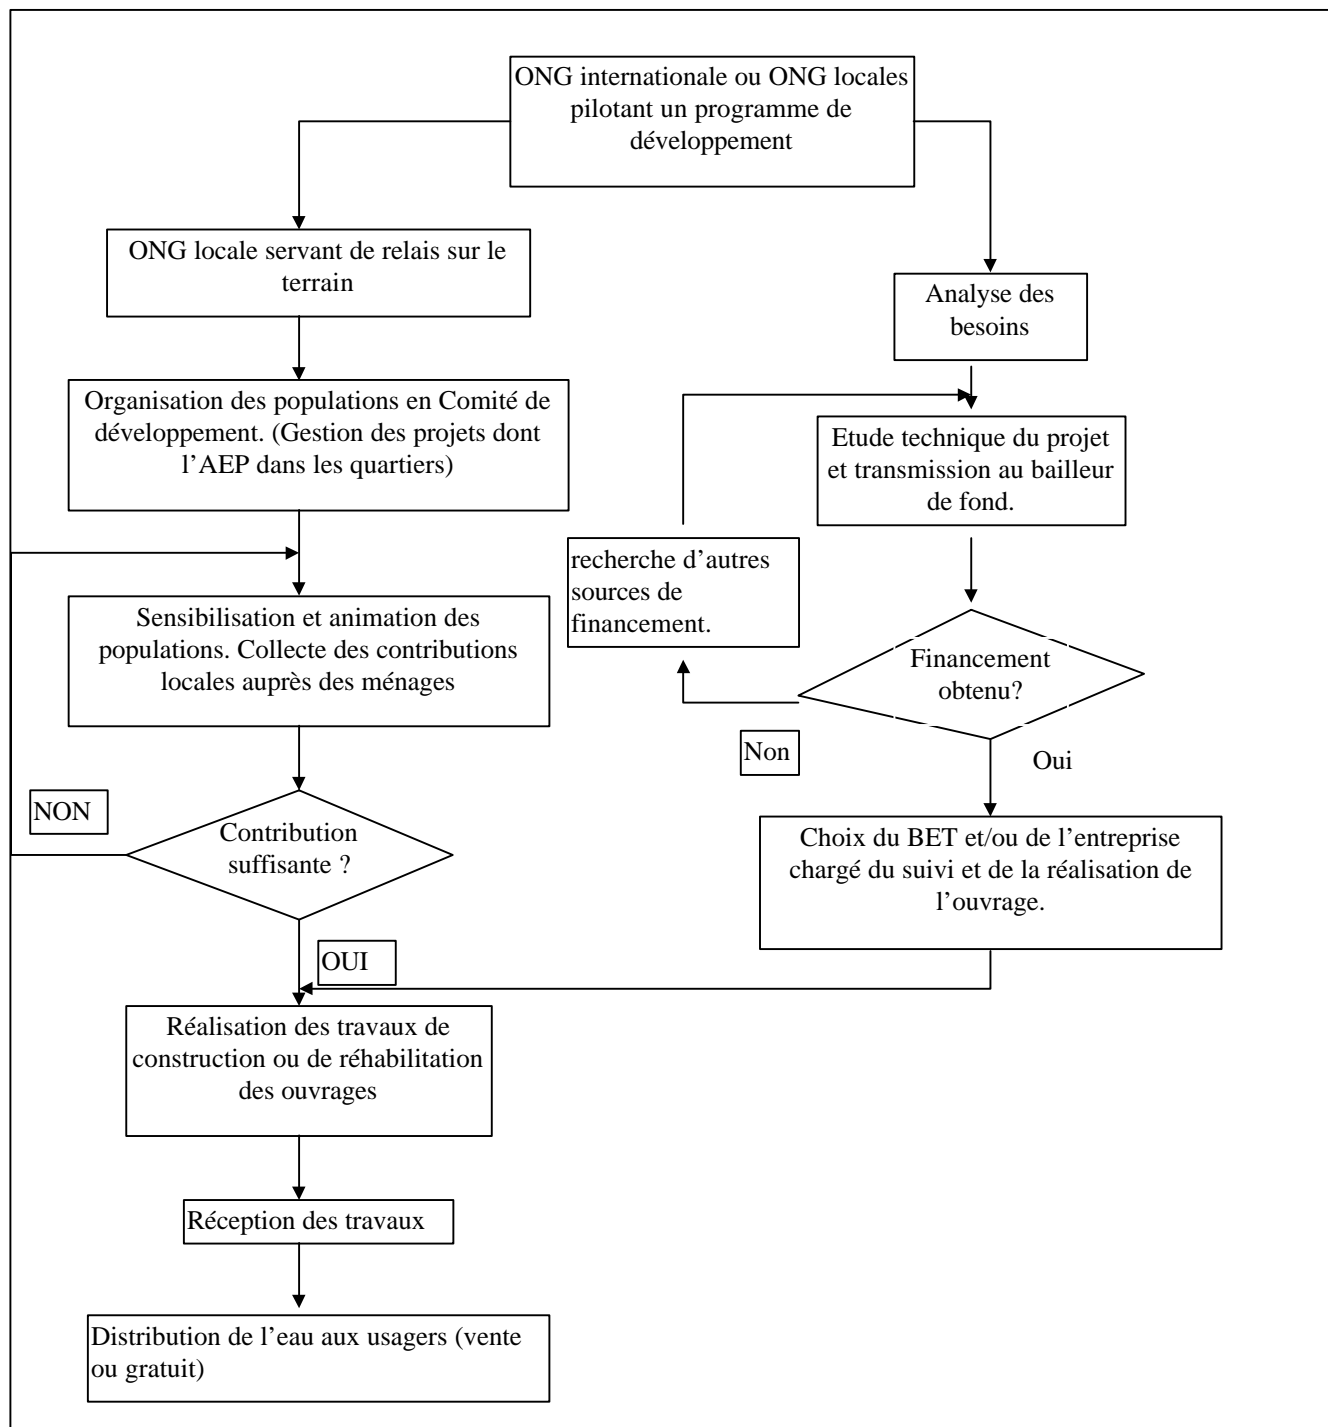 ONG internationale ou ONG locales
pilotant un programme de
développement
ONG locale servant de relais sur le
terrain
Analyse des
besoins
Organisation des populations en Comité de
développement. (Gestion des projets dont
l’AEP dans les quartiers)
Etude technique du projet
et transmission au bailleur
de fond.
recherche d’autres
sources de
financement.
Sensibilisation et animation des
populations. Collecte des contributions
locales auprès des ménages
Financement
obtenu?
Non
Oui
NON
Contribution
suffisante ?
Choix du BET et/ou de l’entreprise
chargé du suivi et de la réalisation de
l’ouvrage.
OUI
Réalisation des travaux de
construction ou de réhabilitation
des ouvrages
Réception des travaux
Distribution de l’eau aux usagers (vente
ou gratuit)